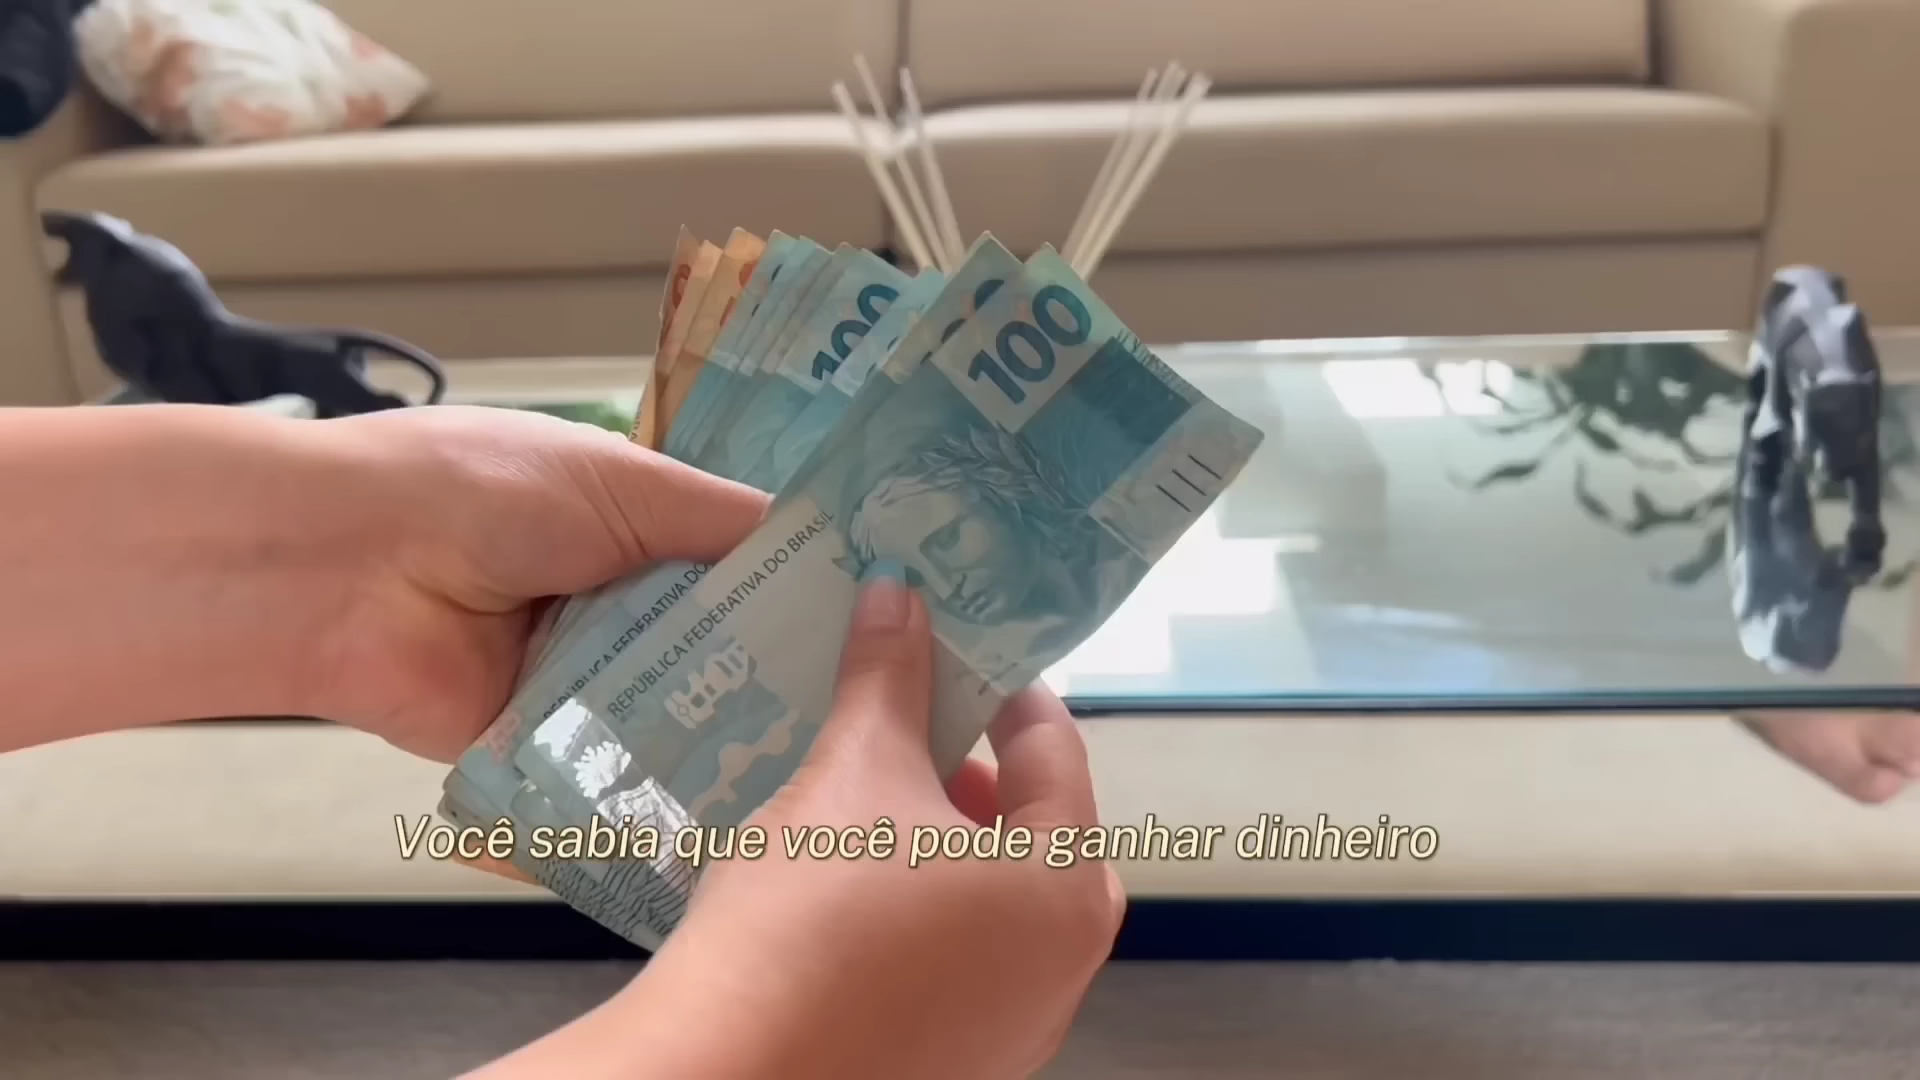 100
100
REPÚBLICA FEDERATIVA DO
REPÚBLICA FEDERATIVA DO BRASIL
Você sabia que você pode ganhar dinheiro